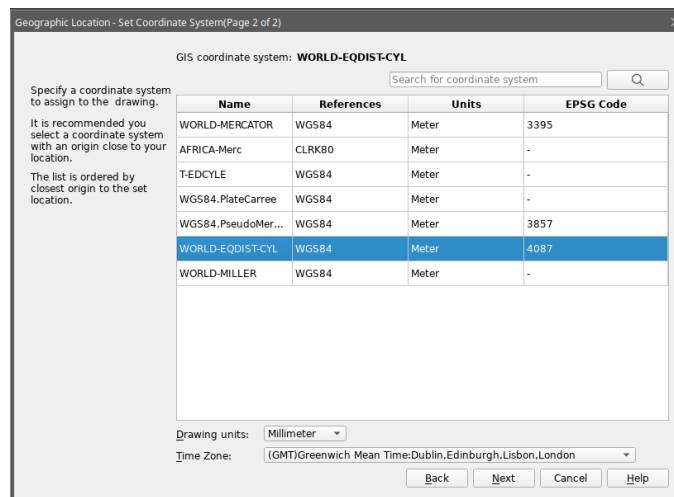 Geographic Location - Set Coordinate System(Page 2 of 2)
GIS coordinate system: WORLD-EQDIST-CYL
Search for coordinate system
Specify a coordinate system
to assign to the drawing.
It is recommended you
select a coordinate system
with an origin close to your
location.
The list is ordered by
closest origin to the set
location.
Name References Units EPSG Code
WORLD-MERCATOR WGS84 Meter 3395
AFRICA-Merc CLRK80 Meter -
T-EDCYLE WGS84 Meter -
WGS84.PlateCarree WGS84 Meter -
WGS84.PseudoMer... WGS84 Meter 3857
WORLD-EQDIST-CYL WGS84 Meter 4087
WORLD-MILLER WGS84 Meter -
Drawing units: Millimeter
Time Zone: (GMT)Greenwich Mean Time:Dublin,Edinburgh,Lisbon,London
Back Next Cancel Help